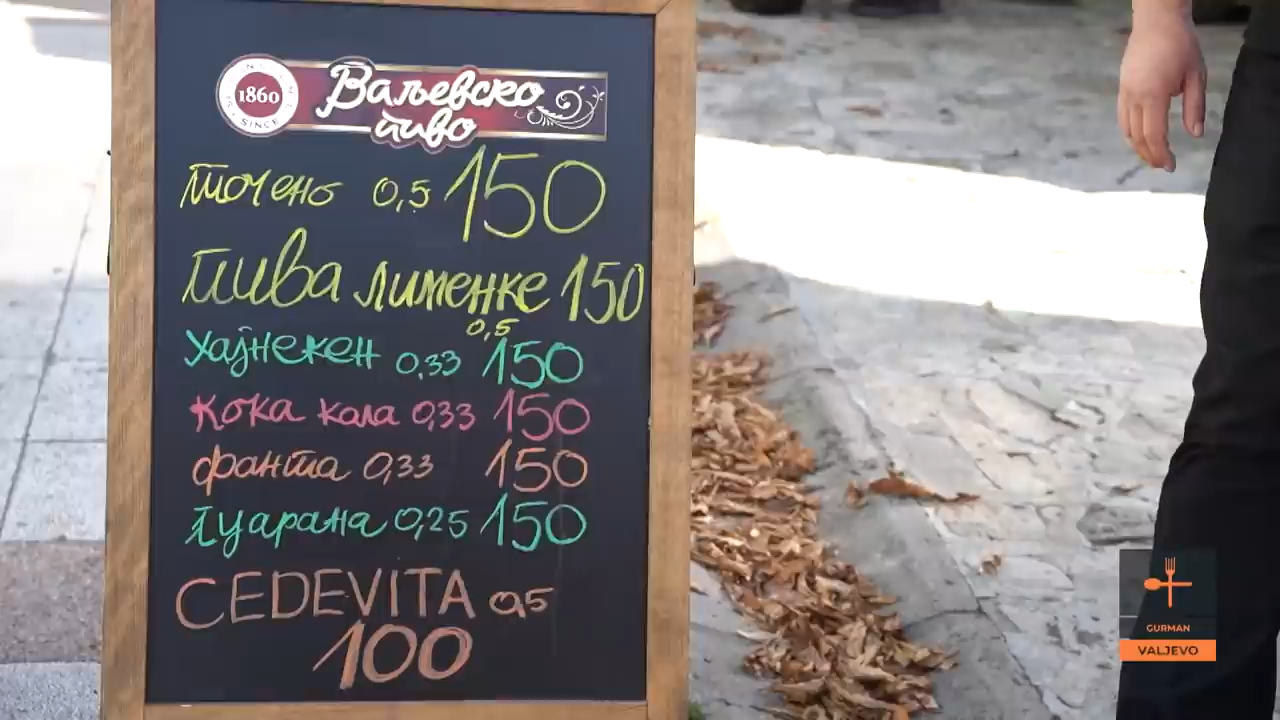 1860
SINCE
Ваљевско
пиво
точено 0,5 150
пива лименке 150
0,5
Хајнекен 0.33 150
Кока кола 0,33 150
фанта 0,33 150
гуарана 0,25 150
CEDEVITA 0,5
100
GURMAN
VALJEVO